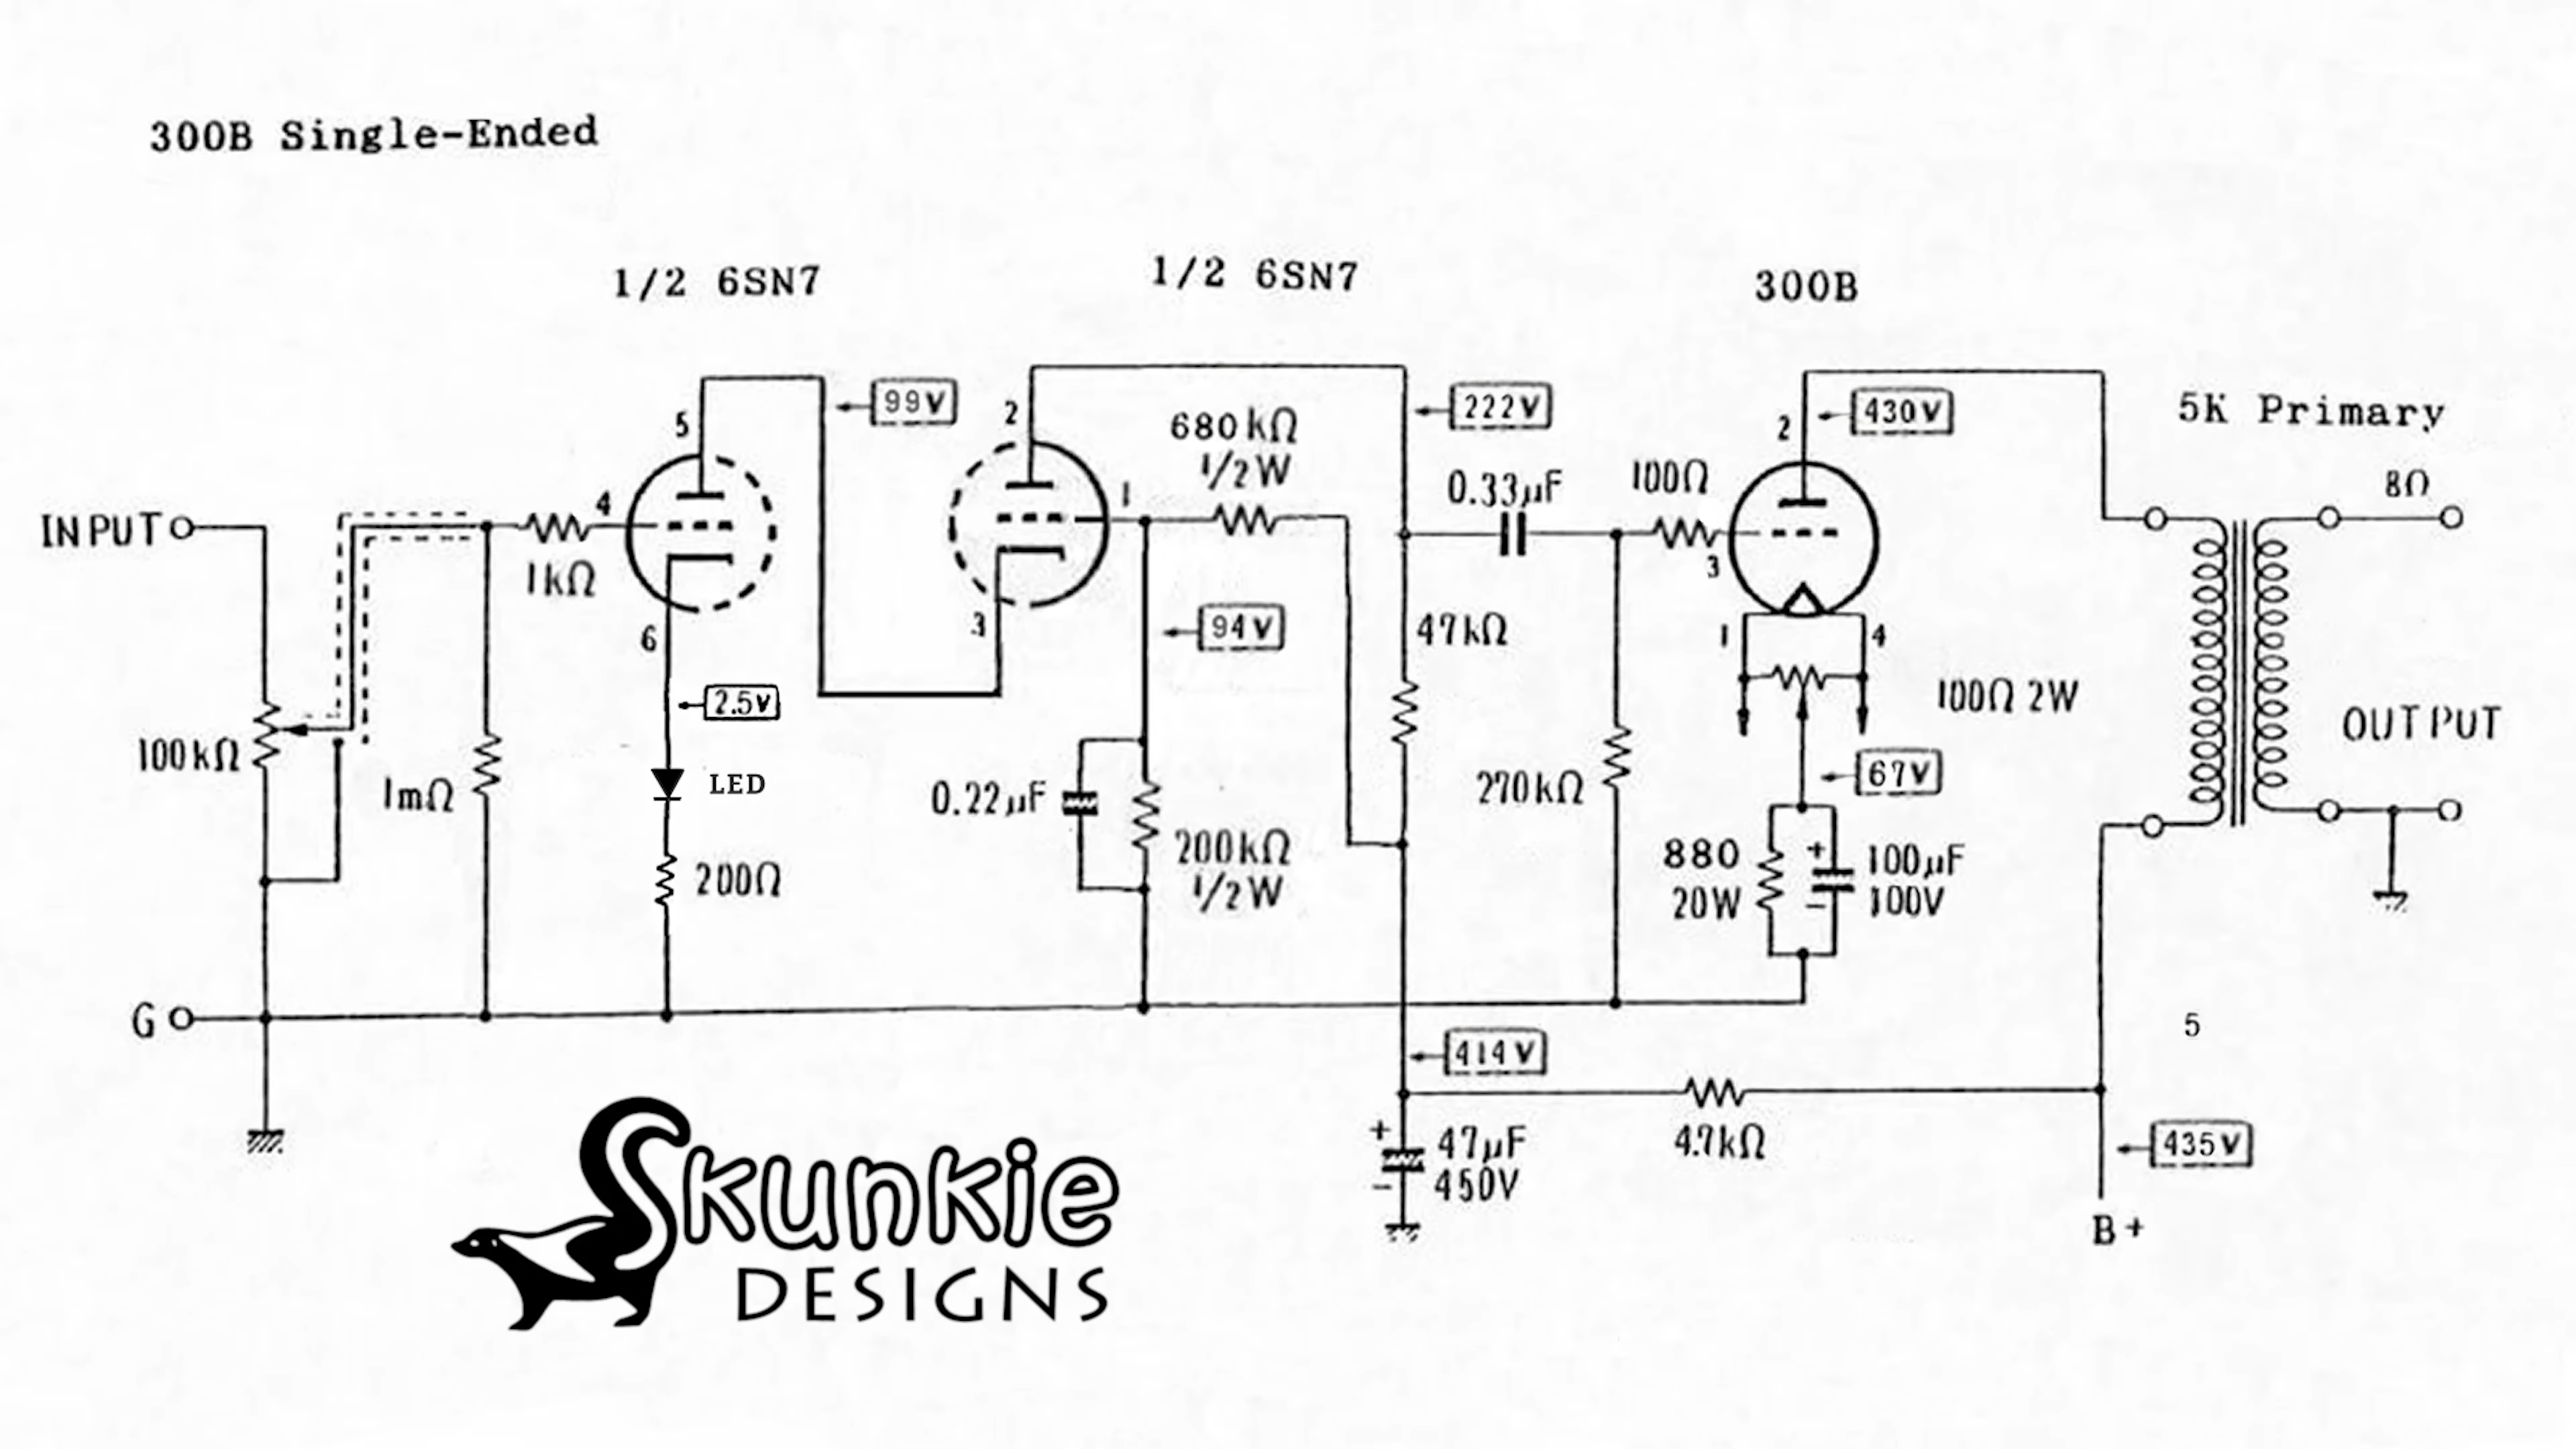 300B Single-Ended
1/2 6SN7
1/2 6SN7
300B
5
99V
2
680kΩ
1/2W
222V
2
430V
5K Primary
8Ω
INPUT
4
1kΩ
1
0.33µF
100Ω
3
6
3
94V
47kΩ
1
4
100Ω 2W
2.5V
OUTPUT
100kΩ
1mΩ
LED
0.22µF
270kΩ
67V
200Ω
200kΩ
1/2W
880
20W
+
100µF
100V
−
G
5
414V
+
47µF
450V
−
4.7kΩ
435V
B+
Skunkie
DESIGNS